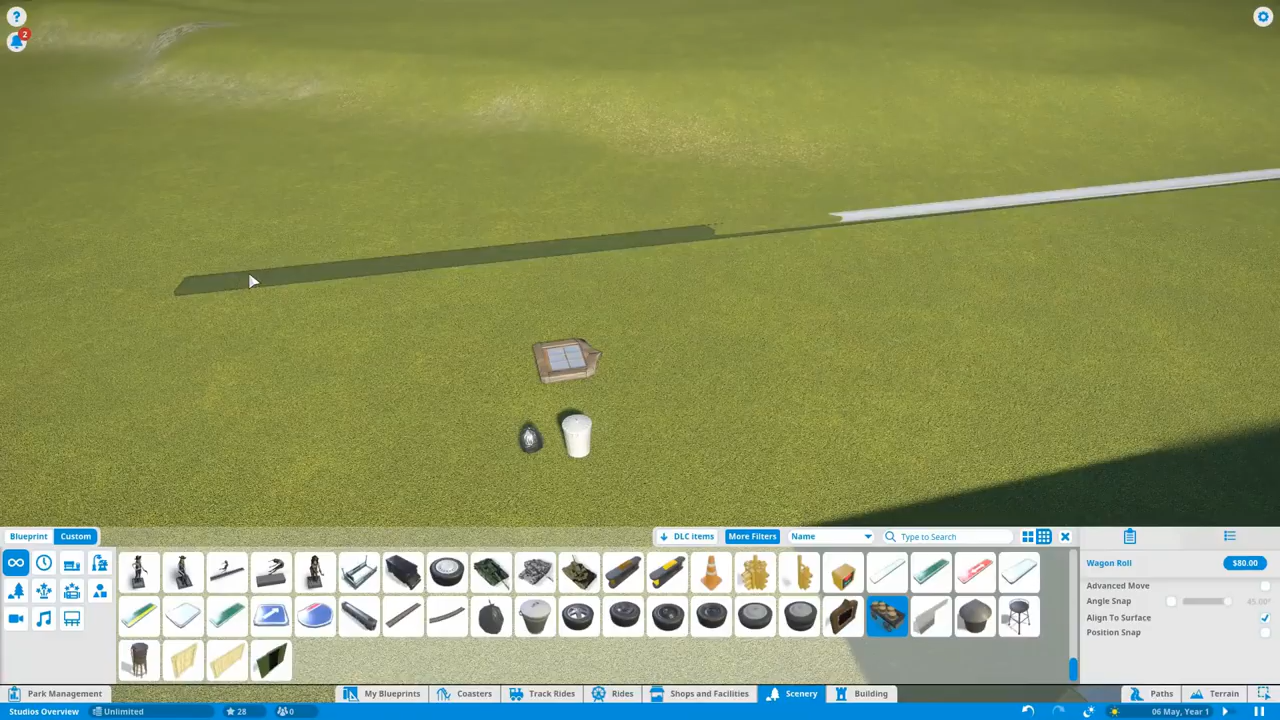 ?
2
Blueprint
Custom
DLC items
More Filters
Name
Type to Search
Wagon Roll
$80.00
Advanced Move
Angle Snap
45.00°
Align To Surface
Position Snap
Park Management
My Blueprints
Coasters
Track Rides
Rides
Shops and Facilities
Scenery
Building
Paths
Terrain
Studios Overview
Unlimited
28
0
06 May, Year 1